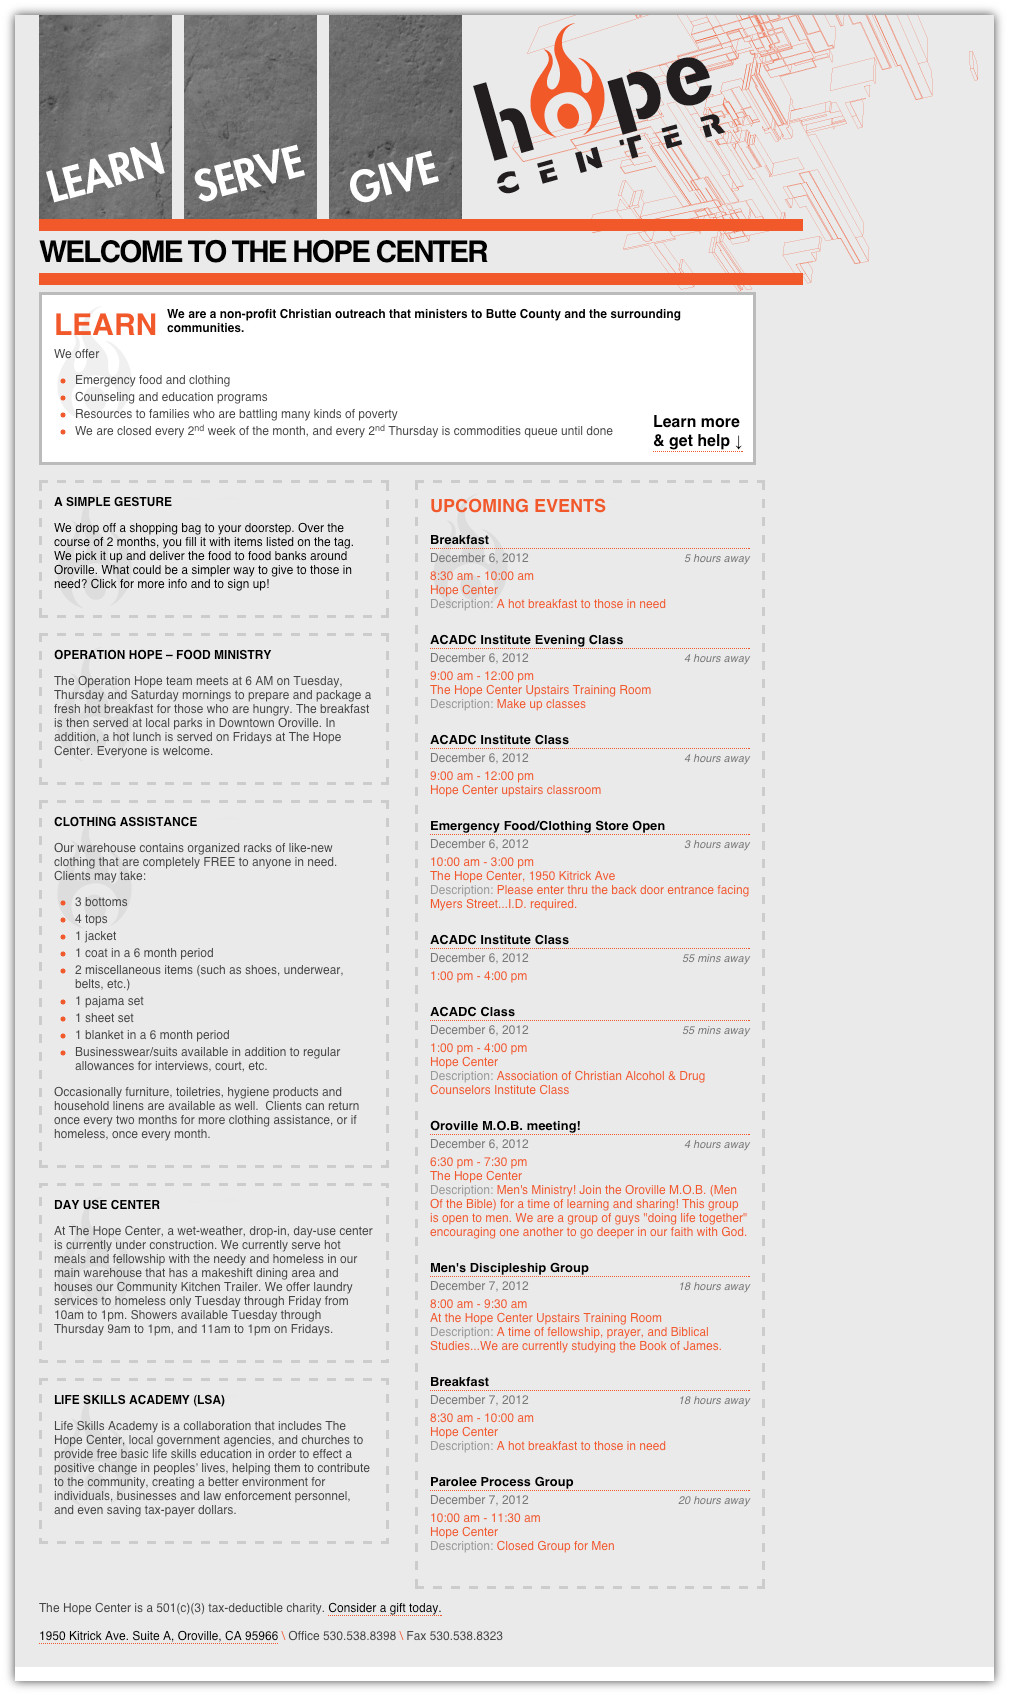 LEARN
SERVE
GIVE
hope
CENTER
WELCOME TO THE HOPE CENTER
LEARN
We are a non-profit Christian outreach that ministers to Butte County and the surrounding
communities.
We offer
Emergency food and clothing
Counseling and education programs
Resources to families who are battling many kinds of poverty
We are closed every 2nd week of the month, and every 2nd Thursday is commodities queue until done
Learn more
& get help ↓
A SIMPLE GESTURE
We drop off a shopping bag to your doorstep. Over the
course of 2 months, you fill it with items listed on the tag.
We pick it up and deliver the food to food banks around
Oroville. What could be a simpler way to give to those in
need? Click for more info and to sign up!
OPERATION HOPE – FOOD MINISTRY
The Operation Hope team meets at 6 AM on Tuesday,
Thursday and Saturday mornings to prepare and package a
fresh hot breakfast for those who are hungry. The breakfast
is then served at local parks in Downtown Oroville. In
addition, a hot lunch is served on Fridays at The Hope
Center. Everyone is welcome.
CLOTHING ASSISTANCE
Our warehouse contains organized racks of like-new
clothing that are completely FREE to anyone in need.
Clients may take:
3 bottoms
4 tops
1 jacket
1 coat in a 6 month period
2 miscellaneous items (such as shoes, underwear,
belts, etc.)
1 pajama set
1 sheet set
1 blanket in a 6 month period
Businesswear/suits available in addition to regular
allowances for interviews, court, etc.
Occasionally furniture, toiletries, hygiene products and
household linens are available as well.  Clients can return
once every two months for more clothing assistance, or if
homeless, once every month.
DAY USE CENTER
At The Hope Center, a wet-weather, drop-in, day-use center
is currently under construction. We currently serve hot
meals and fellowship with the needy and homeless in our
main warehouse that has a makeshift dining area and
houses our Community Kitchen Trailer. We offer laundry
services to homeless only Tuesday through Friday from
10am to 1pm. Showers available Tuesday through
Thursday 9am to 1pm, and 11am to 1pm on Fridays.
LIFE SKILLS ACADEMY (LSA)
Life Skills Academy is a collaboration that includes The
Hope Center, local government agencies, and churches to
provide free basic life skills education in order to effect a
positive change in peoples' lives, helping them to contribute
to the community, creating a better environment for
individuals, businesses and law enforcement personnel,
and even saving tax-payer dollars.
UPCOMING EVENTS
Breakfast
December 6, 2012 5 hours away
8:30 am - 10:00 am
Hope Center
Description: A hot breakfast to those in need
ACADC Institute Evening Class
December 6, 2012 4 hours away
9:00 am - 12:00 pm
The Hope Center Upstairs Training Room
Description: Make up classes
ACADC Institute Class
December 6, 2012 4 hours away
9:00 am - 12:00 pm
Hope Center upstairs classroom
Emergency Food/Clothing Store Open
December 6, 2012 3 hours away
10:00 am - 3:00 pm
The Hope Center, 1950 Kitrick Ave
Description: Please enter thru the back door entrance facing
Myers Street...I.D. required.
ACADC Institute Class
December 6, 2012 55 mins away
1:00 pm - 4:00 pm
ACADC Class
December 6, 2012 55 mins away
1:00 pm - 4:00 pm
Hope Center
Description: Association of Christian Alcohol & Drug
Counselors Institute Class
Oroville M.O.B. meeting!
December 6, 2012 4 hours away
6:30 pm - 7:30 pm
The Hope Center
Description: Men's Ministry! Join the Oroville M.O.B. (Men
Of the Bible) for a time of learning and sharing! This group
is open to men. We are a group of guys "doing life together"
encouraging one another to go deeper in our faith with God.
Men's Discipleship Group
December 7, 2012 18 hours away
8:00 am - 9:30 am
At the Hope Center Upstairs Training Room
Description: A time of fellowship, prayer, and Biblical
Studies...We are currently studying the Book of James.
Breakfast
December 7, 2012 18 hours away
8:30 am - 10:00 am
Hope Center
Description: A hot breakfast to those in need
Parolee Process Group
December 7, 2012 20 hours away
10:00 am - 11:30 am
Hope Center
Description: Closed Group for Men
The Hope Center is a 501(c)(3) tax-deductible charity. Consider a gift today.
1950 Kitrick Ave. Suite A, Oroville, CA 95966 \ Office 530.538.8398 \ Fax 530.538.8323